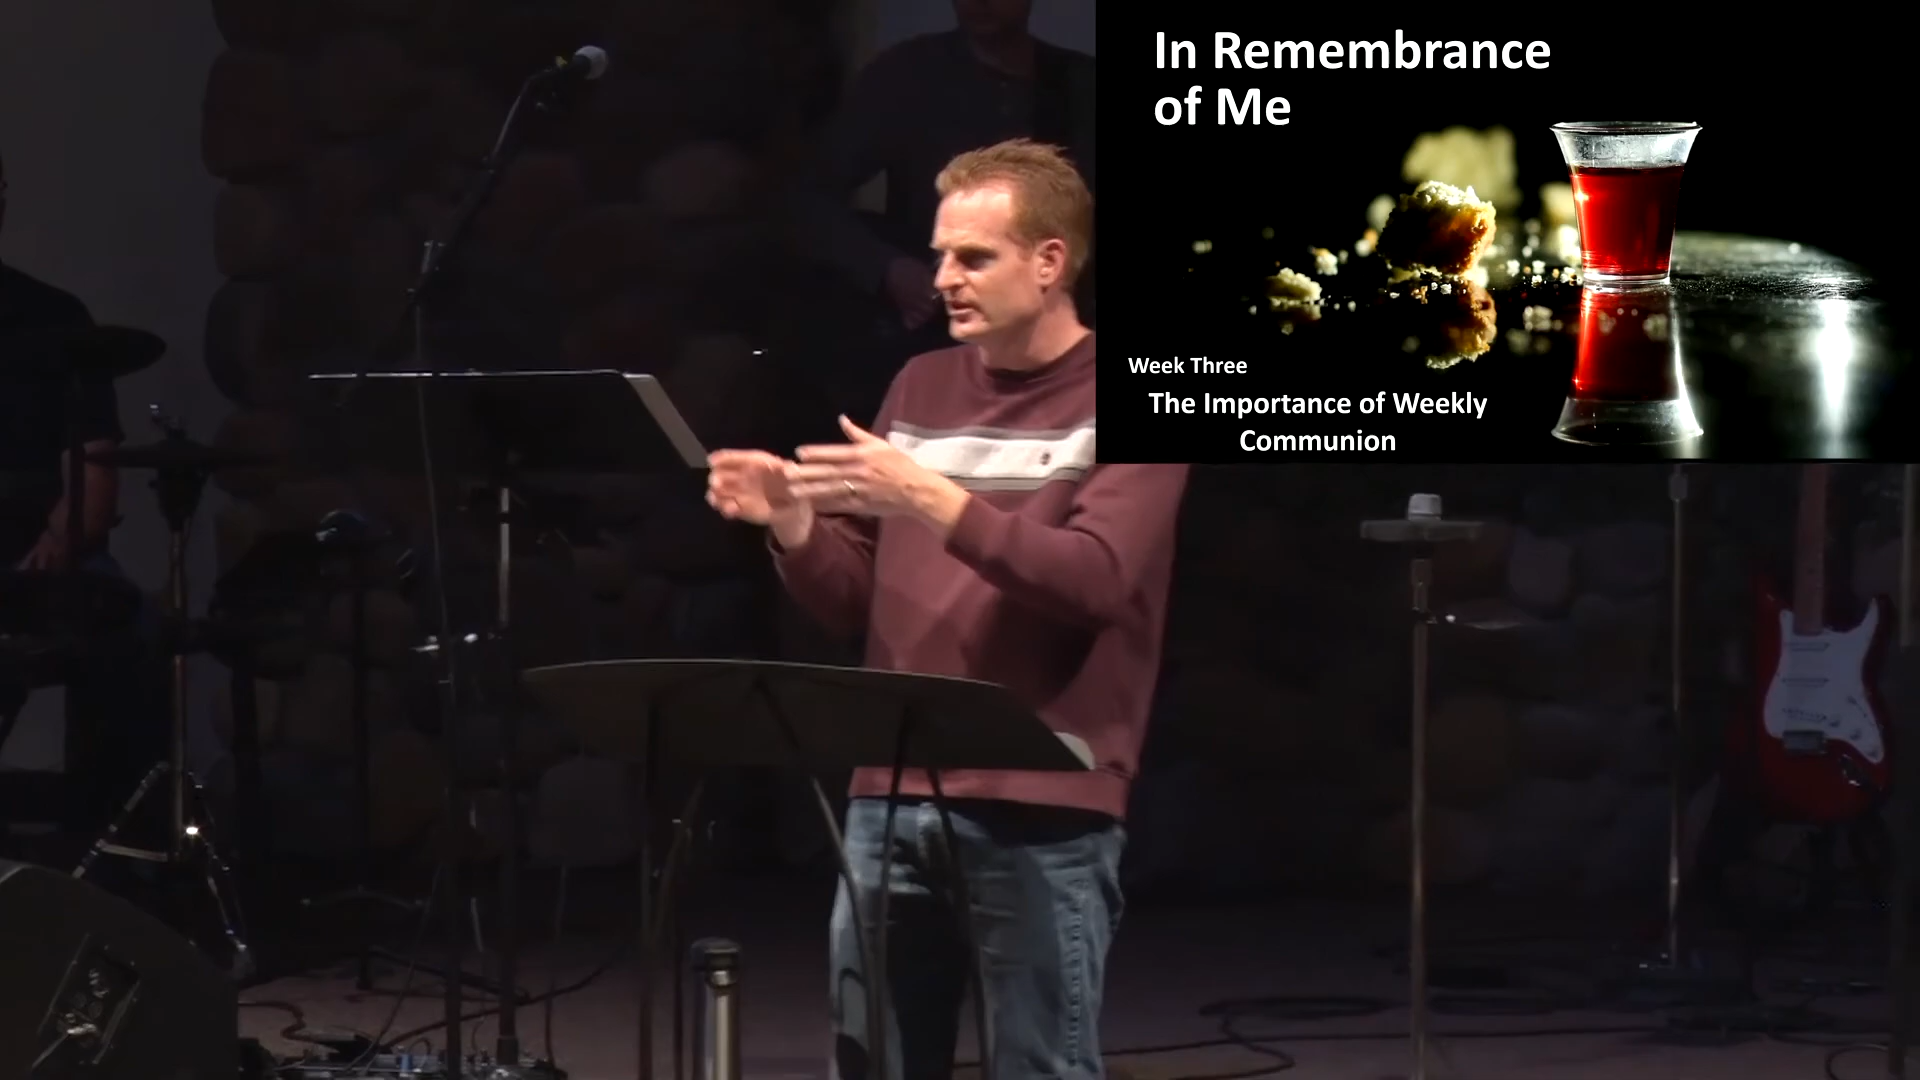 In Remembrance
of Me
Week Three
The Importance of Weekly
Communion